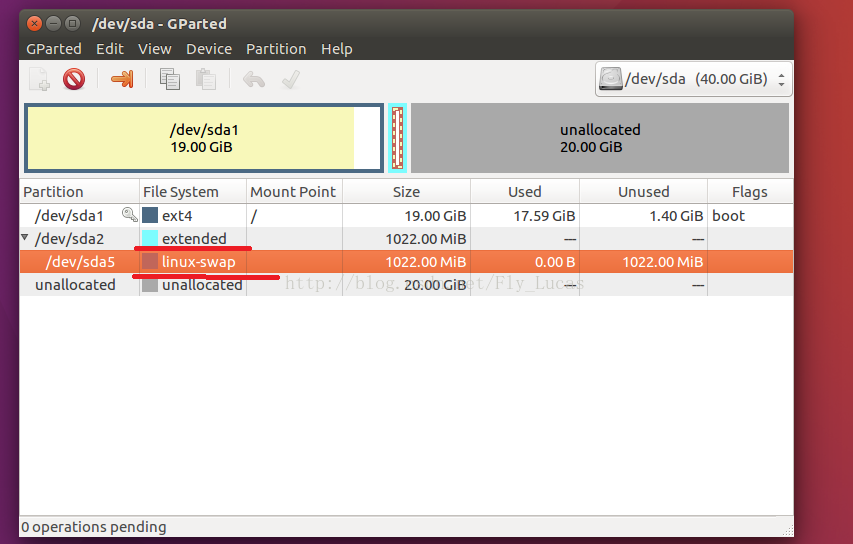 /dev/sda - GParted
GParted Edit View Device Partition Help
/dev/sda (40.00 GiB)
/dev/sda1
19.00 GiB
unallocated
20.00 GiB
Partition File System Mount Point Size Used Unused Flags
/dev/sda1 ext4 / 19.00 GiB 17.59 GiB 1.40 GiB boot
/dev/sda2 extended 1022.00 MiB --- ---
/dev/sda5 linux-swap 1022.00 MiB 0.00 B 1022.00 MiB
unallocated unallocated 20.00 GiB --- ---
http://blog.csdn.net/Fly_Lucas
0 operations pending